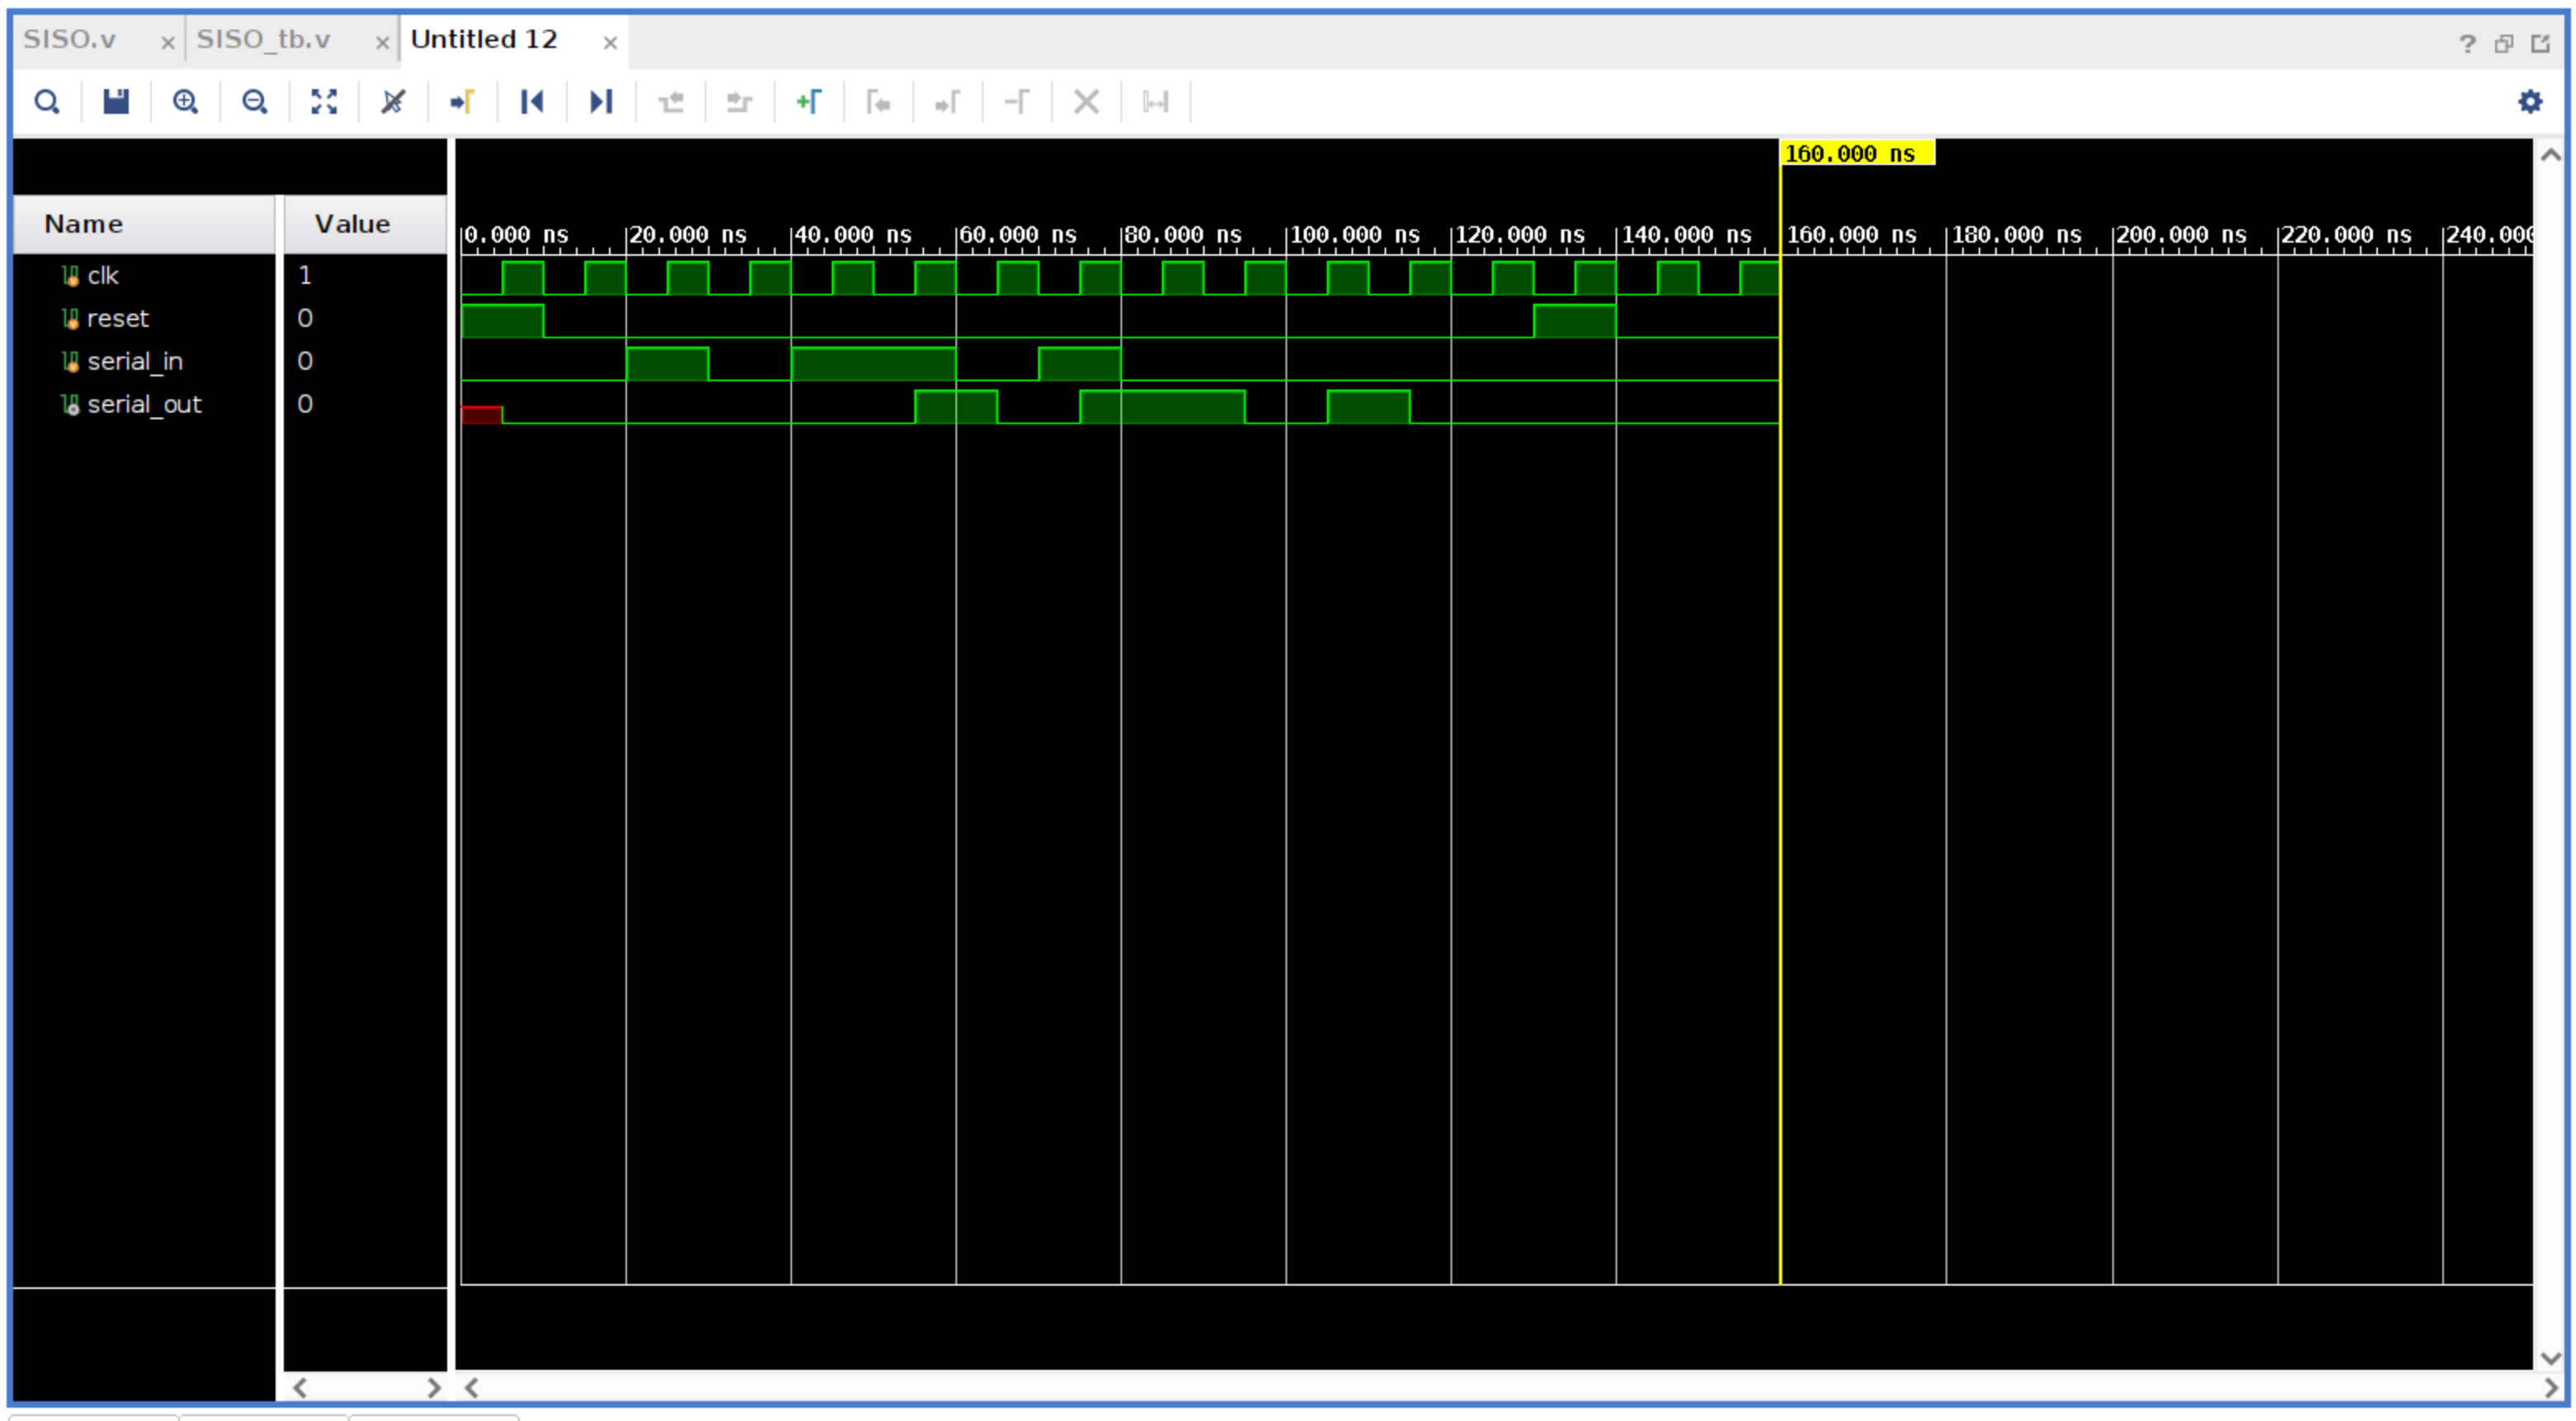 SISO.v × SISO_tb.v × Untitled 12 × ?
160.000 ns
Name Value
0.000 ns 20.000 ns 40.000 ns 60.000 ns 80.000 ns 100.000 ns 120.000 ns 140.000 ns 160.000 ns 180.000 ns 200.000 ns 220.000 ns 240.000
clk 1
reset 0
serial_in 0
serial_out 0